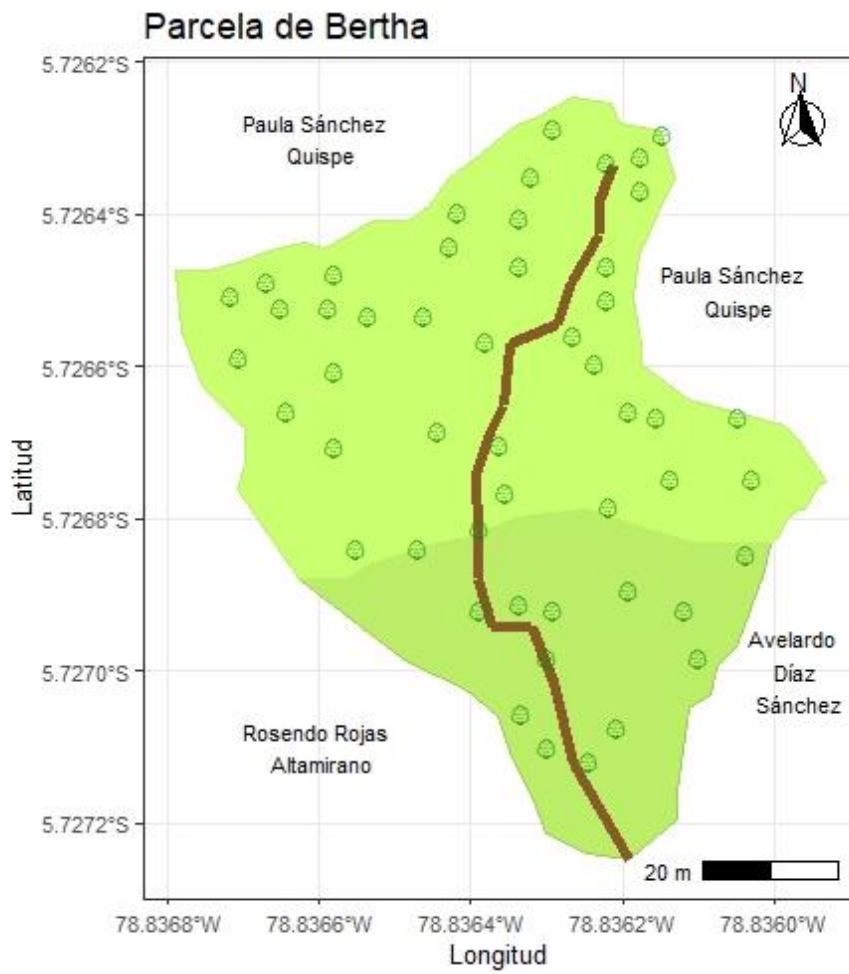 Parcela de Bertha
5.7262°S
N
Paula Sánchez
Quispe
5.7264°S
Paula Sánchez
Quispe
5.7266°S
Latitud
5.7268°S
5.7270°S
Avelardo
Díaz
Sánchez
Rosendo Rojas
Altamirano
5.7272°S
20 m
78.8368°W 78.8366°W 78.8364°W 78.8362°W 78.8360°W
Longitud